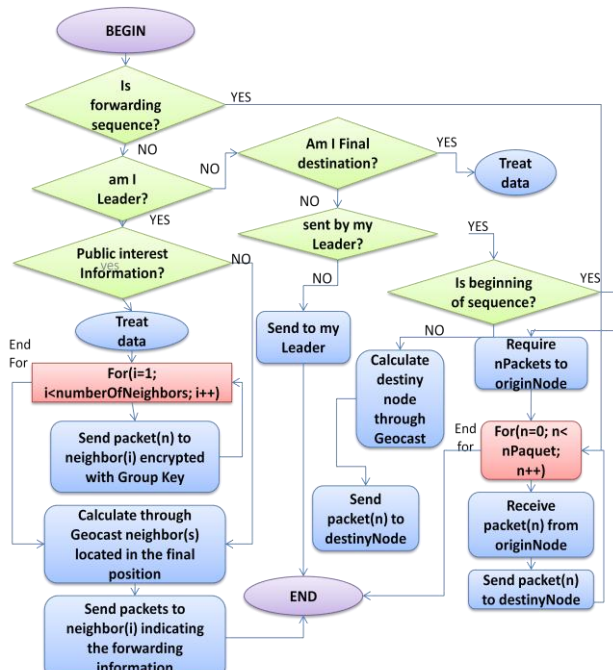 BEGIN
Is
forwarding
sequence?
YES
NO
am I
Leader?
NO
Am I Final
destination?
YES
Treat
data
NO
sent by my
Leader?
YES
Public interest
Information?
yes
NO
NO
Send to my
Leader
YES
Is beginning
of sequence?
YES
NO
Treat
data
End
For
For(i=1;
i<numberOfNeighbors; i++)
Send packet(n) to
neighbor(i) encrypted
with Group Key
Calculate through
Geocast neighbor(s)
located in the final
position
Send packets to
neighbor(i) indicating
the forwarding
information
Calculate
destiny
node
through
Geocast
Send
packet(n) to
destinyNode
Require
nPackets to
originNode
End
for
For(n=0; n<
nPaquet;
n++)
Receive
packet(n) from
originNode
Send packet(n)
to destinyNode
END